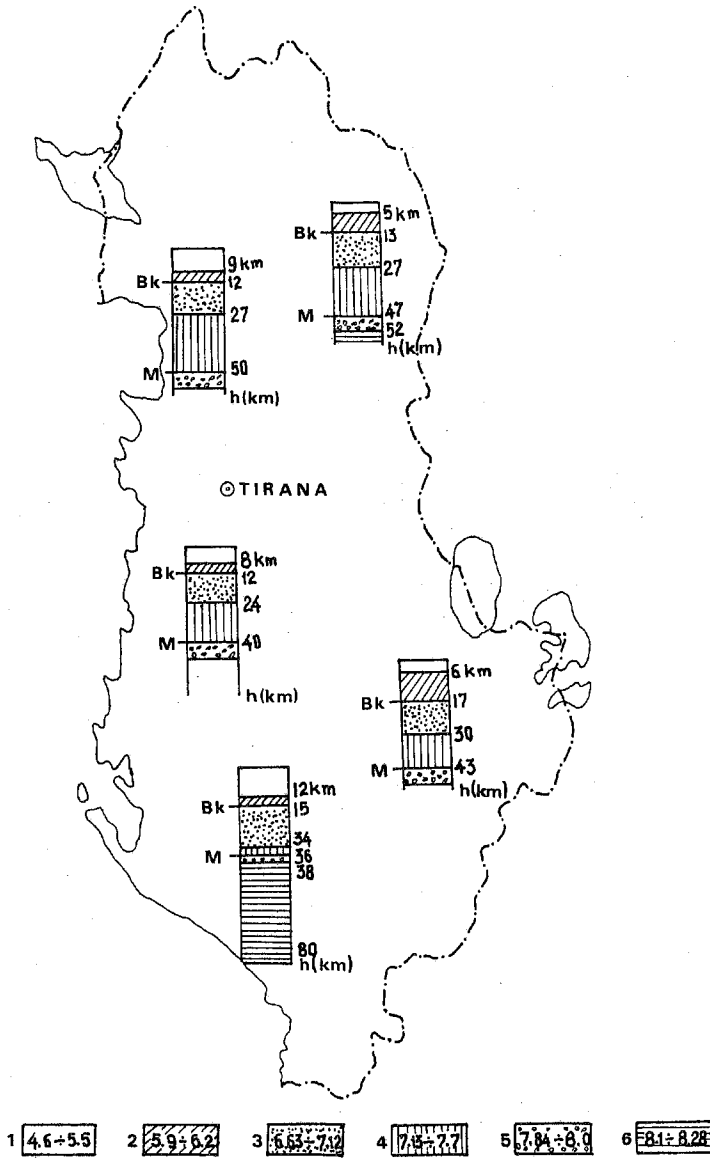 5 km
Bk 13
27
M 47
52
h(km)
9 km
Bk 12
27
M 50
h(km)
TIRANA
8 km
Bk 12
24
M 40
h(km)
6 km
Bk 17
30
M 43
h(km)
12 km
Bk 15
34
M 36
38
80
h(km)
1 4.6÷5.5 2 5.9÷6.2 3 6.63÷7.12 4 7.13÷7.7 5 7.84÷8.0 6 8.1÷8.28